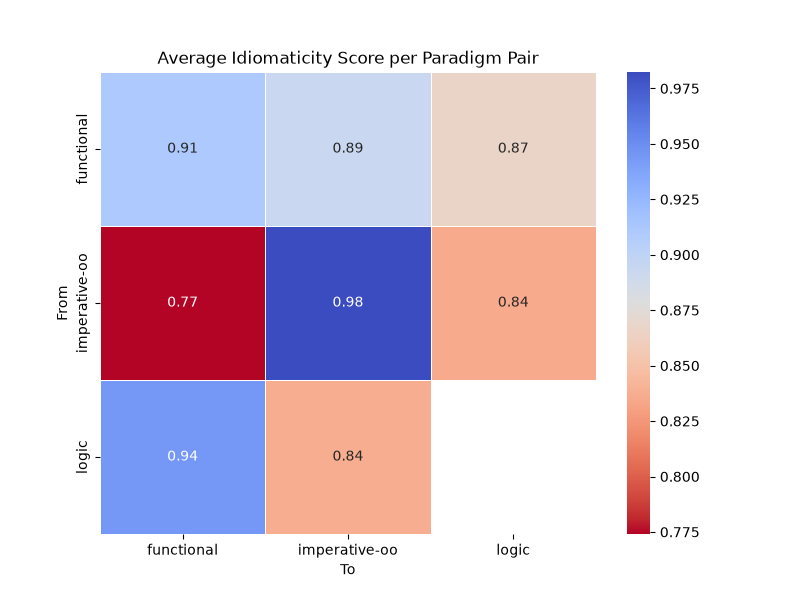 Average Idiomaticity Score per Paradigm Pair
functional
0.91
0.89
0.87
From
imperative-oo
0.77
0.98
0.84
logic
0.94
0.84
functional
imperative-oo
logic
To
0.975
0.950
0.925
0.900
0.875
0.850
0.825
0.800
0.775